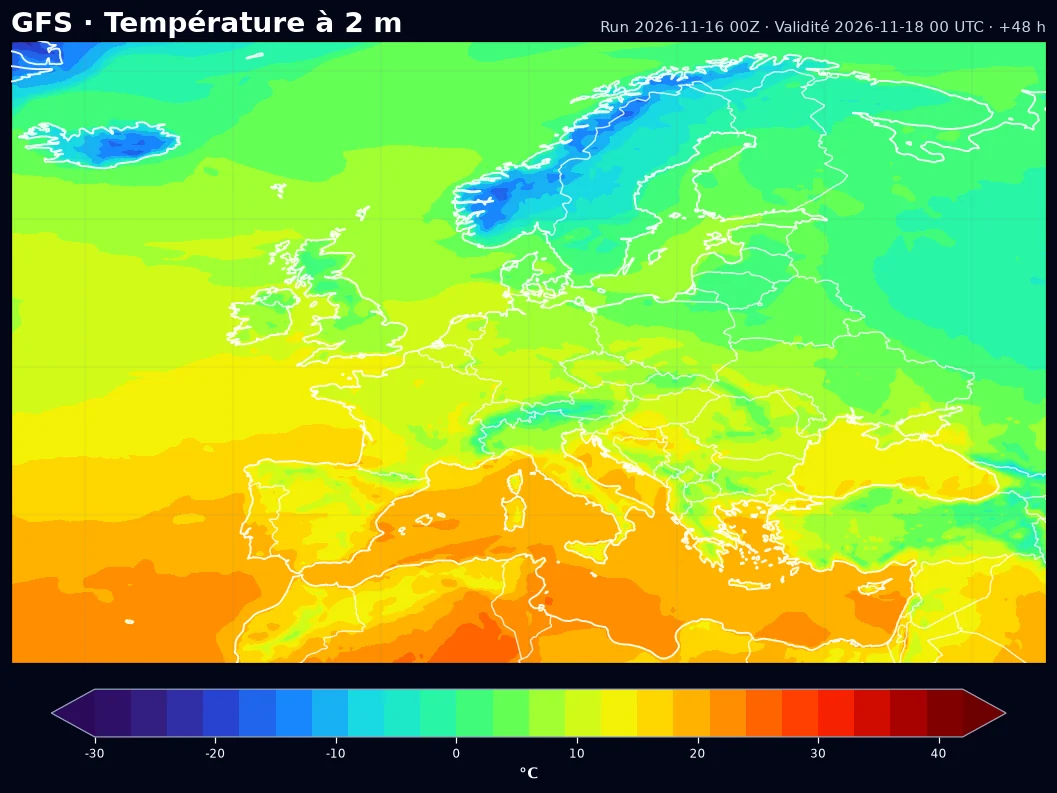 GFS · Température à 2 m
Run 2026-11-16 00Z · Validité 2026-11-18 00 UTC · +48 h
-30 -20 -10 0 10 20 30 40
°C